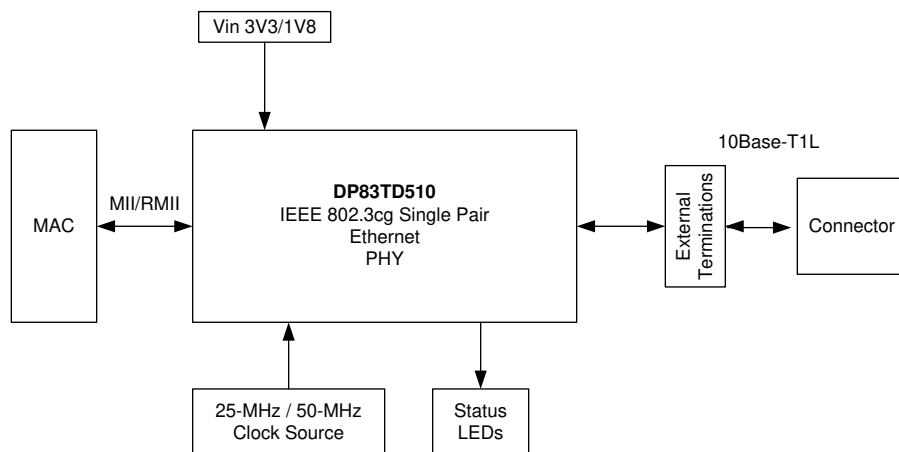 Vin 3V3/1V8
10Base-T1L
MAC
MII/RMII
DP83TD510
IEEE 802.3cg Single Pair
Ethernet
PHY
External
Terminations
Connector
25-MHz / 50-MHz
Clock Source
Status
LEDs